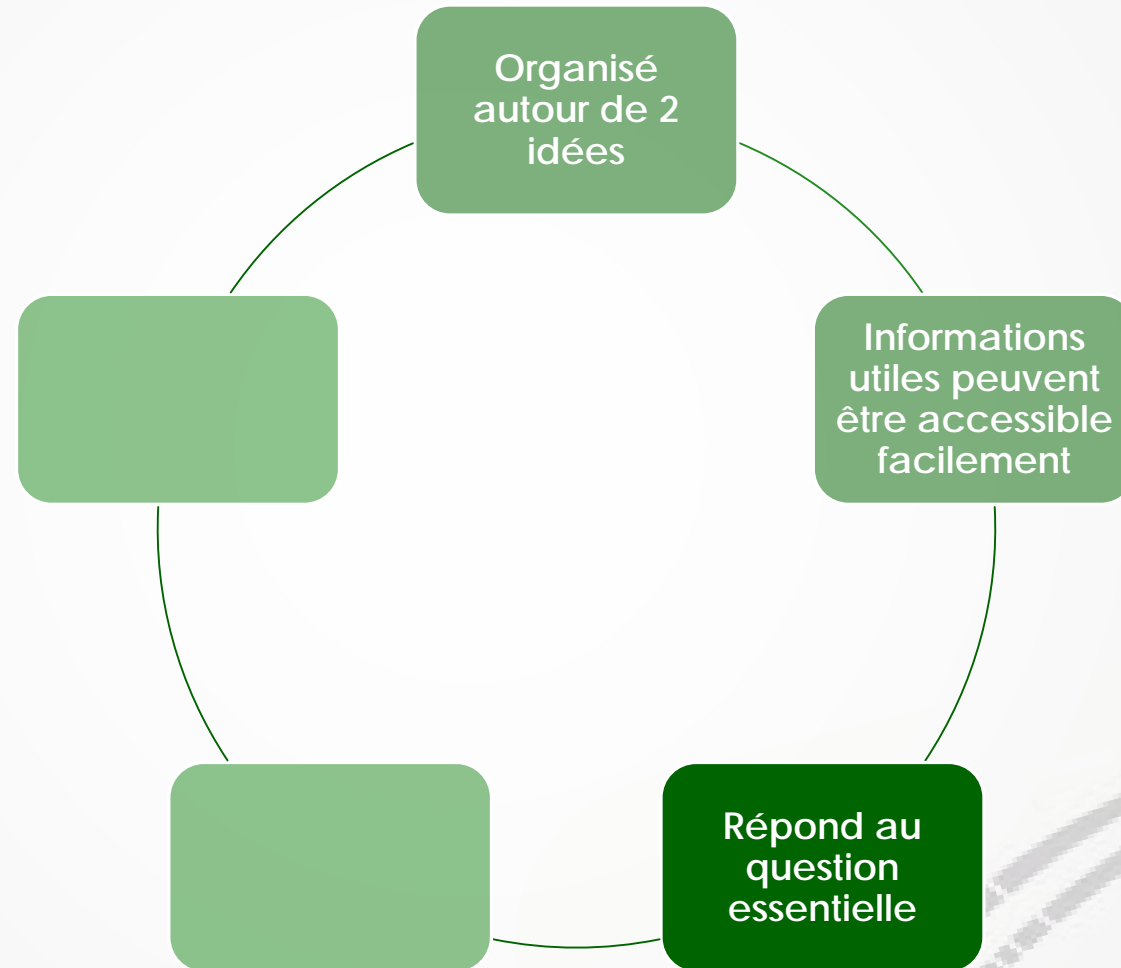 Organisé
autour de 2
idées
Informations
utiles peuvent
être accessible
facilement
Répond au
question
essentielle